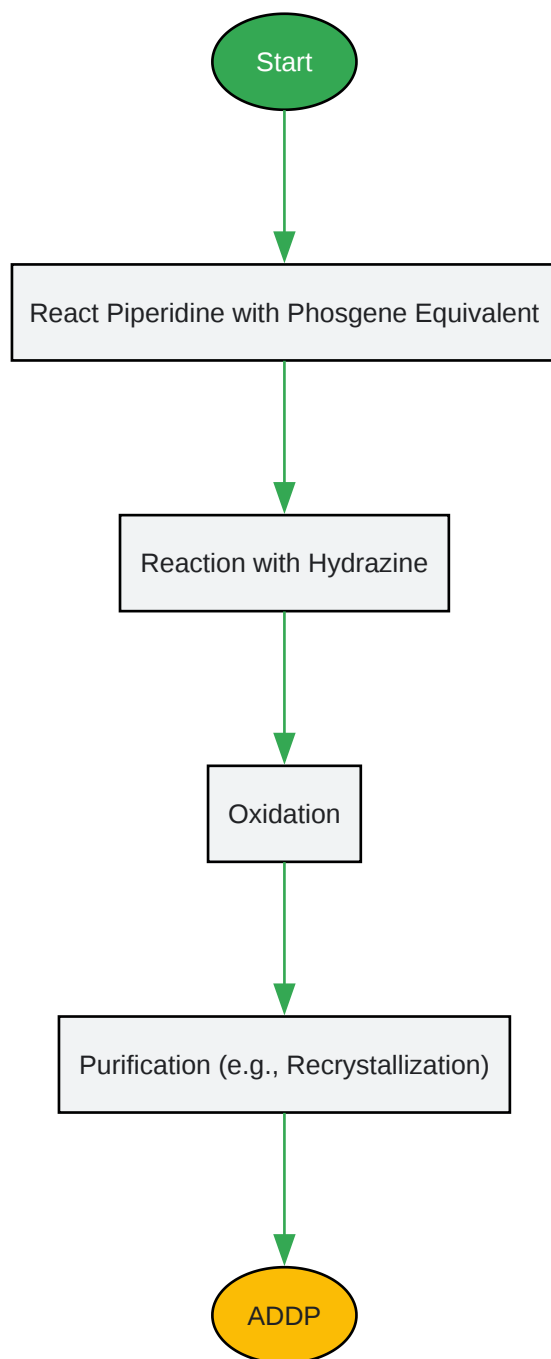 Start
React Piperidine with Phosgene Equivalent
Reaction with Hydrazine
Oxidation
Purification (e.g., Recrystallization)
ADDP